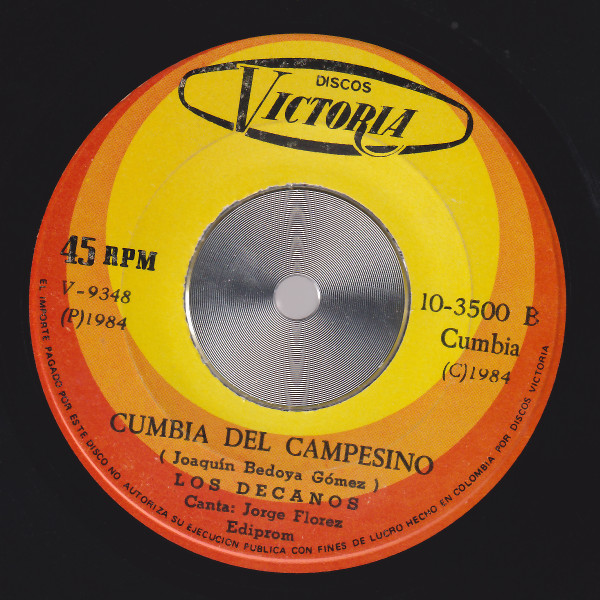 DISCOS
VICTORIA
45 RPM
V-9348
(P)1984
10-3500 B
Cumbia
(C)1984
CUMBIA DEL CAMPESINO
(Joaquín Bedoya Gómez)
LOS DECANOS
Canta: Jorge Florez
Ediprom
EL IMPORTE PAGADO POR ESTE DISCO NO AUTORIZA SU EJECUCION PUBLICA CON FINES DE LUCRO HECHO EN COLOMBIA POR DISCOS VICTORIA